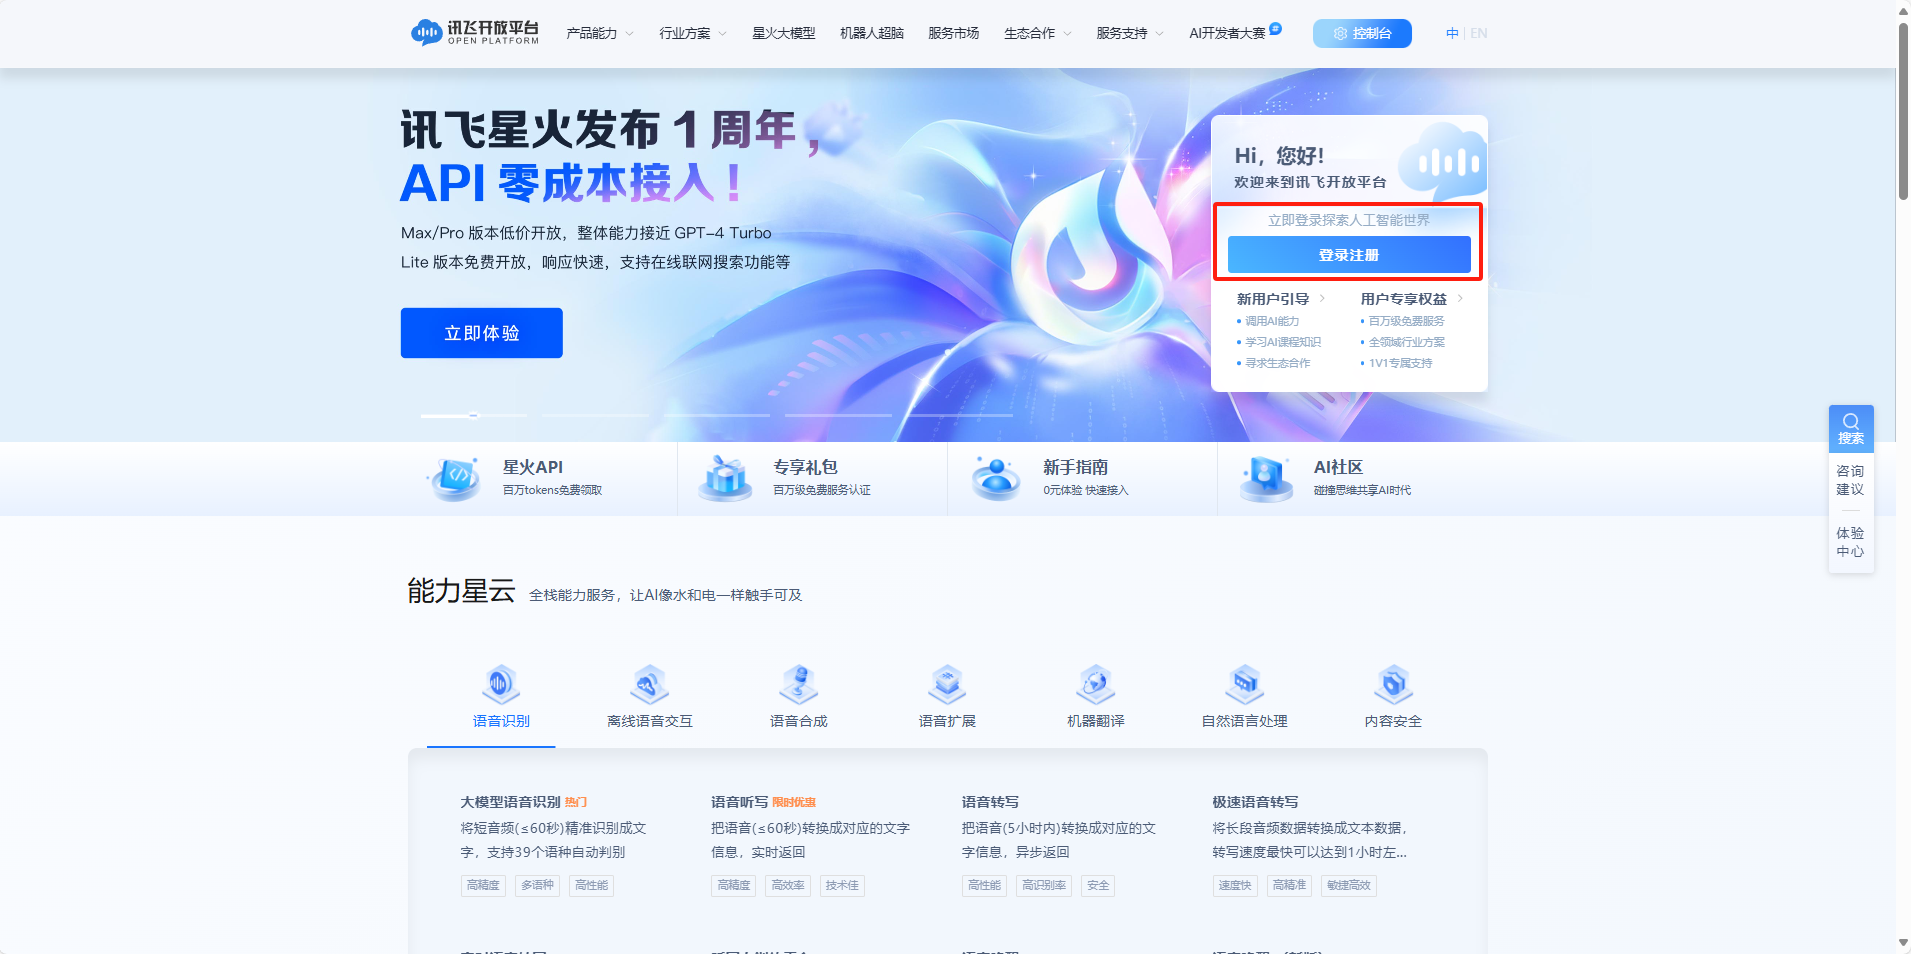 讯飞开放平台
OPEN PLATFORM
产品能力
行业方案
星火大模型
机器人超脑
服务市场
生态合作
服务支持
AI开发者大赛
控制台
中 | EN
讯飞星火发布 1 周年，
API 零成本接入！
Max/Pro 版本低价开放，整体能力接近 GPT-4 Turbo
Lite 版本免费开放，响应快速，支持在线联网搜索功能等
立即体验
Hi，您好！
欢迎来到讯飞开放平台
立即登录探索人工智能世界
登录注册
新用户引导
调用AI能力
学习AI课程知识
寻求生态合作
用户专享权益
百万级免费服务
全领域行业方案
1V1专属支持
搜索
咨询
建议
体验
中心
星火API
百万tokens免费领取
专享礼包
百万级免费服务认证
新手指南
0元体验 快速接入
AI社区
碰撞思维共享AI时代
能力星云
全栈能力服务，让AI像水和电一样触手可及
语音识别
离线语音交互
语音合成
语音扩展
机器翻译
自然语言处理
内容安全
大模型语音识别 热门
将短音频(≤60秒)精准识别成文
字，支持39个语种自动判别
高精度 多语种 高性能
语音听写 限时优惠
把语音(≤60秒)转换成对应的文字
信息，实时返回
高精度 高效率 技术佳
语音转写
把语音(5小时内)转换成对应的文
字信息，异步返回
高性能 高识别率 安全
极速语音转写
将长段音频数据转换成文本数据，
转写速度最快可以达到1小时左...
速度快 高精准 敏捷高效